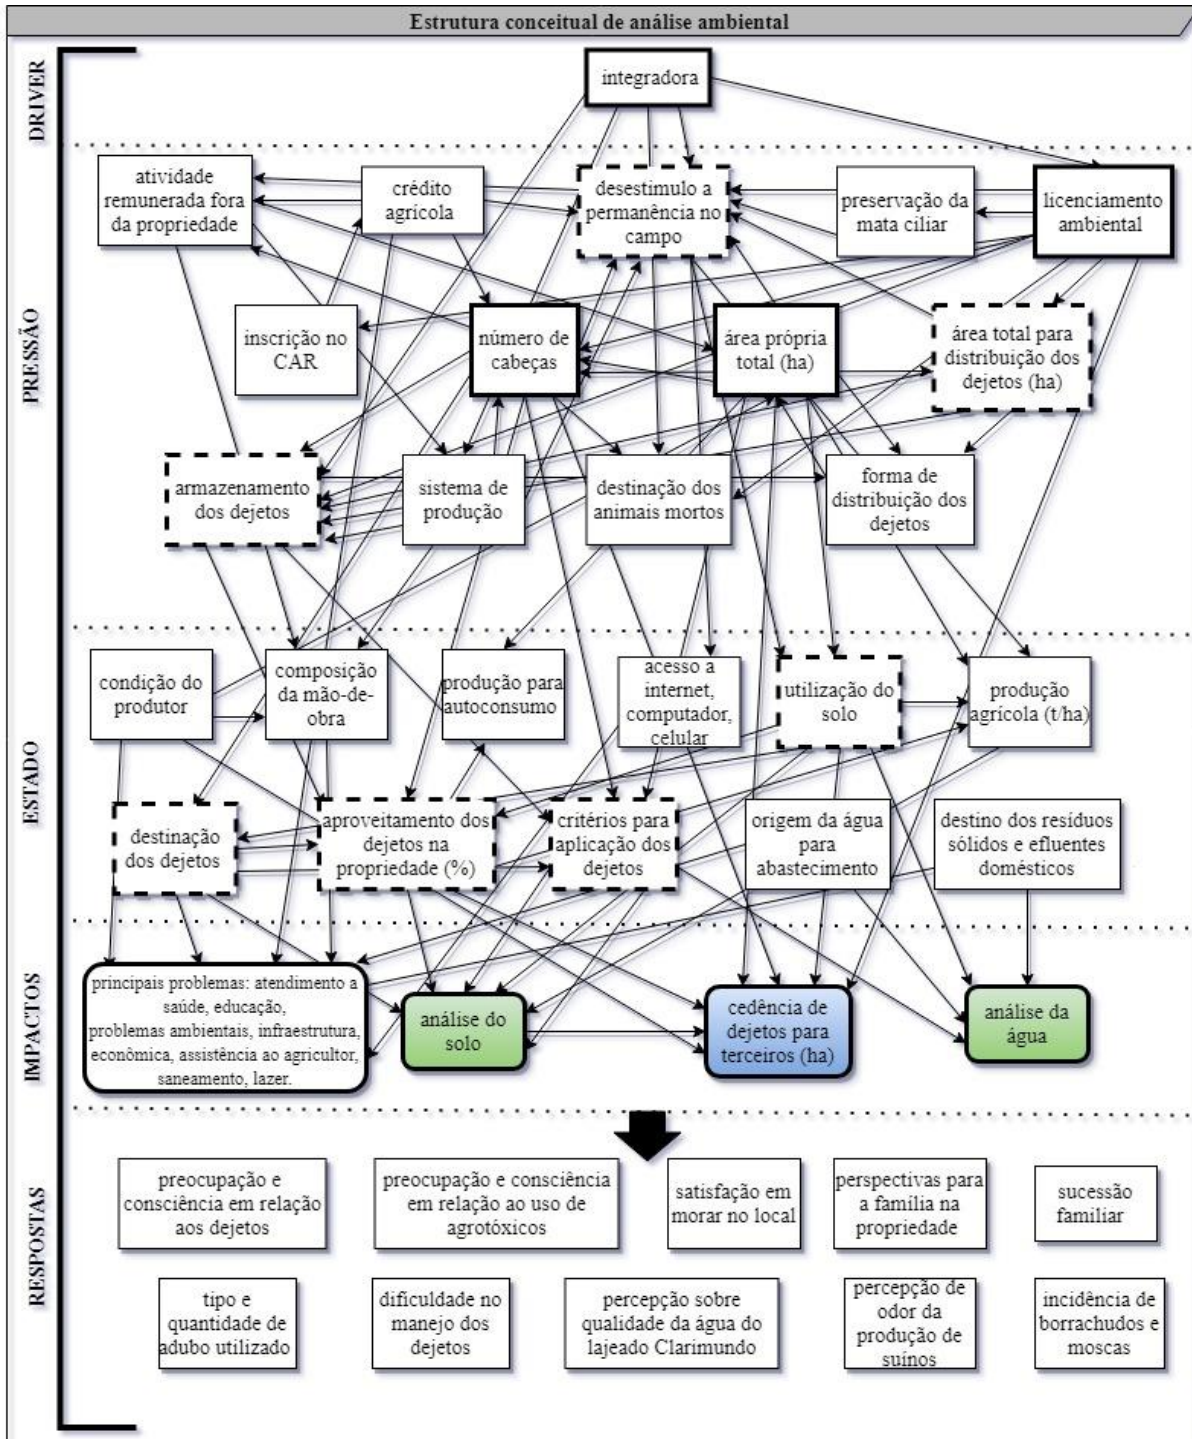 Estrutura conceitual de análise ambiental
DRIVER
integradora
PRESSÃO
atividade
remunerada fora
da propriedade
crédito
agrícola
desestimulo a
permanência no
campo
preservação da
mata ciliar
licenciamento
ambiental
inscrição no
CAR
número de
cabeças
área própria
total (ha)
área total para
distribuição dos
dejetos (ha)
armazenamento
dos dejetos
sistema de
produção
destinação dos
animais mortos
forma de
distribuição dos
dejetos
ESTADO
condição do
produtor
composição
da mão-de-
obra
produção para
autoconsumo
acesso a
internet,
computador,
celular
utilização do
solo
produção
agrícola (t/ha)
destinação
dos dejetos
aproveitamento dos
dejetos na
propriedade (%)
critérios para
aplicação dos
dejetos
origem da água
para
abastecimento
destino dos resíduos
sólidos e efluentes
domésticos
IMPACTOS
principais problemas: atendimento a
saúde, educação,
problemas ambientais, infraestrutura,
econômica, assistência ao agricultor,
saneamento, lazer.
análise do
solo
cedência de
dejetos para
terceiros (ha)
análise da
água
RESPOSTAS
preocupação e
consciência em relação
aos dejetos
preocupação e consciência
em relação ao uso de
agrotóxicos
satisfação em
morar no local
perspectivas para
a família na
propriedade
sucessão
familiar
tipo e
quantidade de
adubo utilizado
dificuldade no
manejo dos
dejetos
percepção sobre
qualidade da água do
lajeado Clarimundo
percepção de
odor da
produção de
suínos
incidência de
borrachudos e
moscas